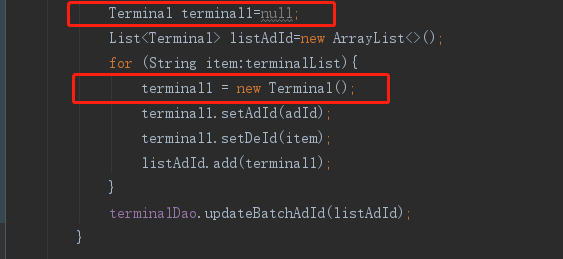 Terminal terminal1=null;
List<Terminal> listAdId=new ArrayList<>();
for (String item:terminalList){
terminal1 = new Terminal();
terminal1.setAdId(adId);
terminal1.setDeId(item);
listAdId.add(terminal1);
}
terminalDao.updateBatchAdId(listAdId);
}